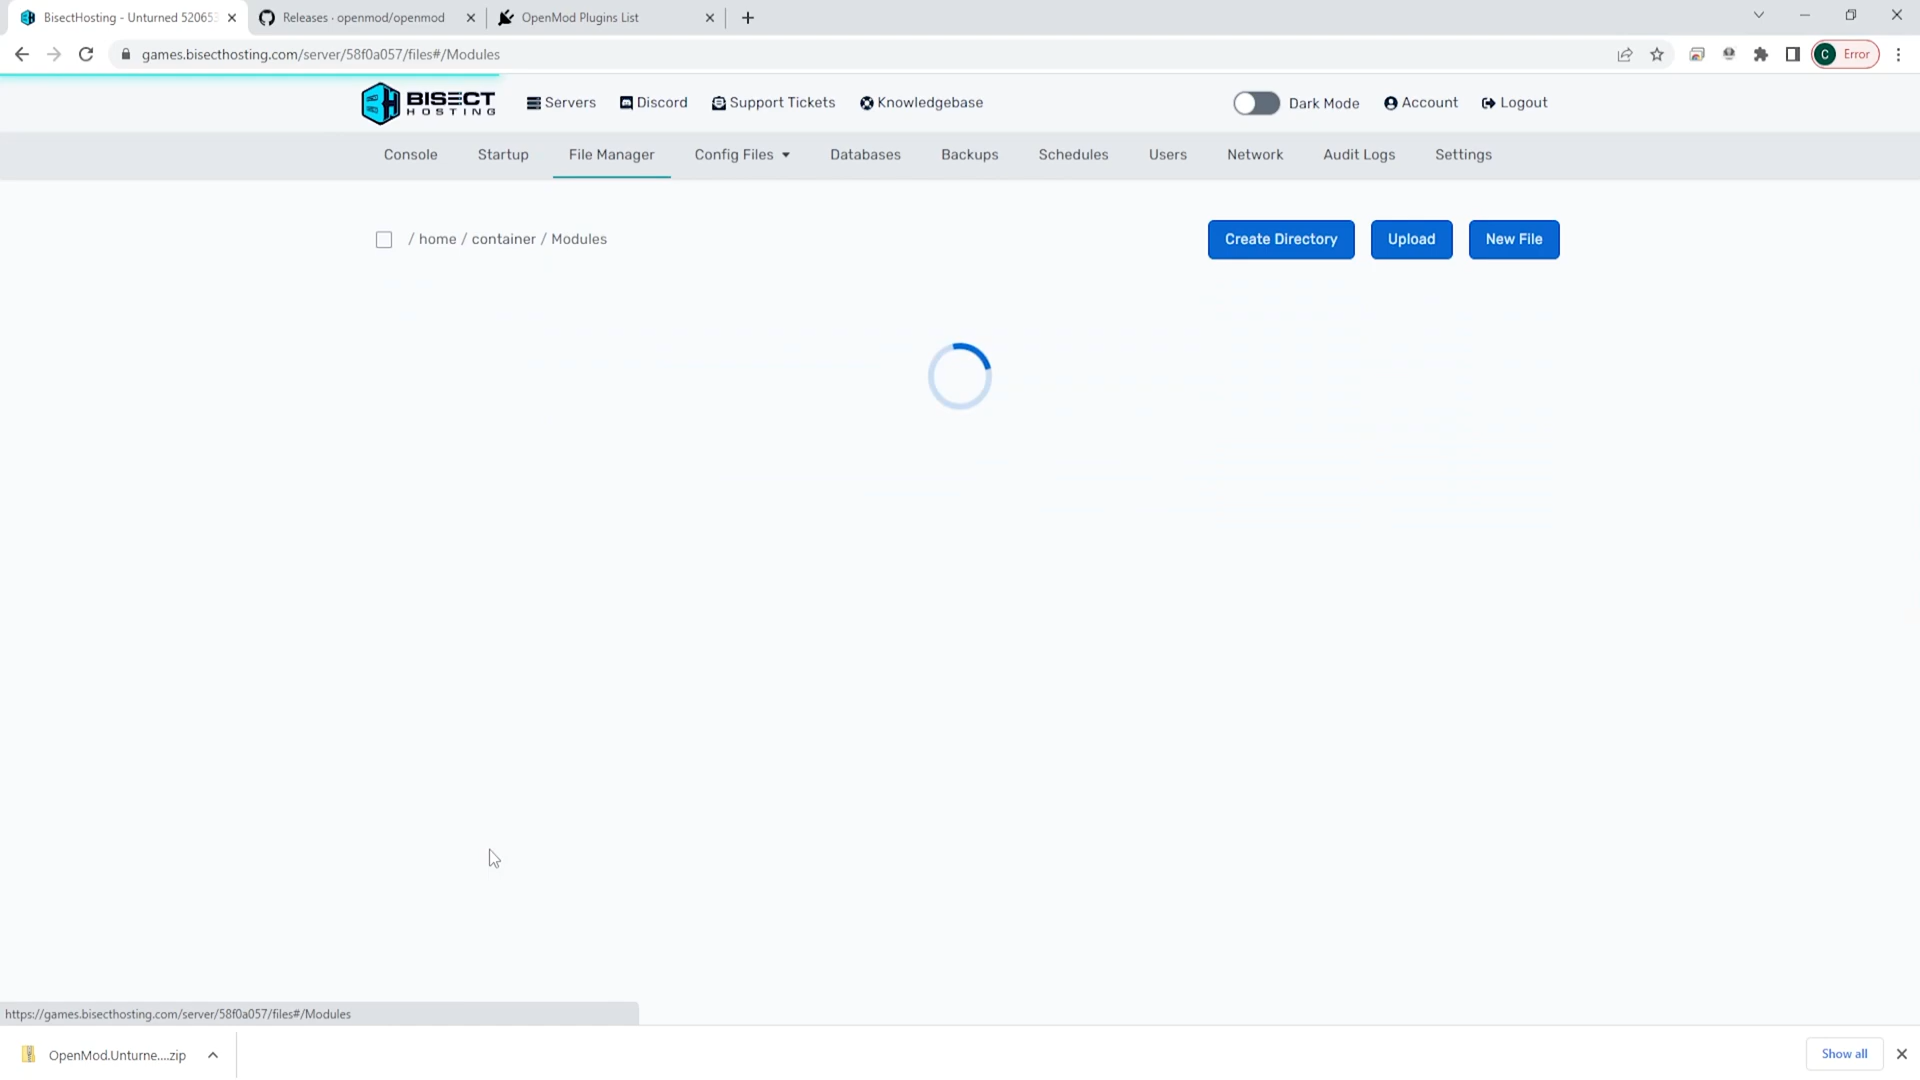 BisectHosting - Unturned 52065
Releases · openmod/openmod
OpenMod Plugins List
games.bisecthosting.com/server/58f0a057/files#/Modules
C
Error
BISECT
HOSTING
Servers
Discord
Support Tickets
Knowledgebase
Dark Mode
Account
Logout
Console
Startup
File Manager
Config Files
Databases
Backups
Schedules
Users
Network
Audit Logs
Settings
/ home / container / Modules
Create Directory
Upload
New File
https://games.bisecthosting.com/server/58f0a057/files#/Modules
OpenMod.Unturne....zip
Show all